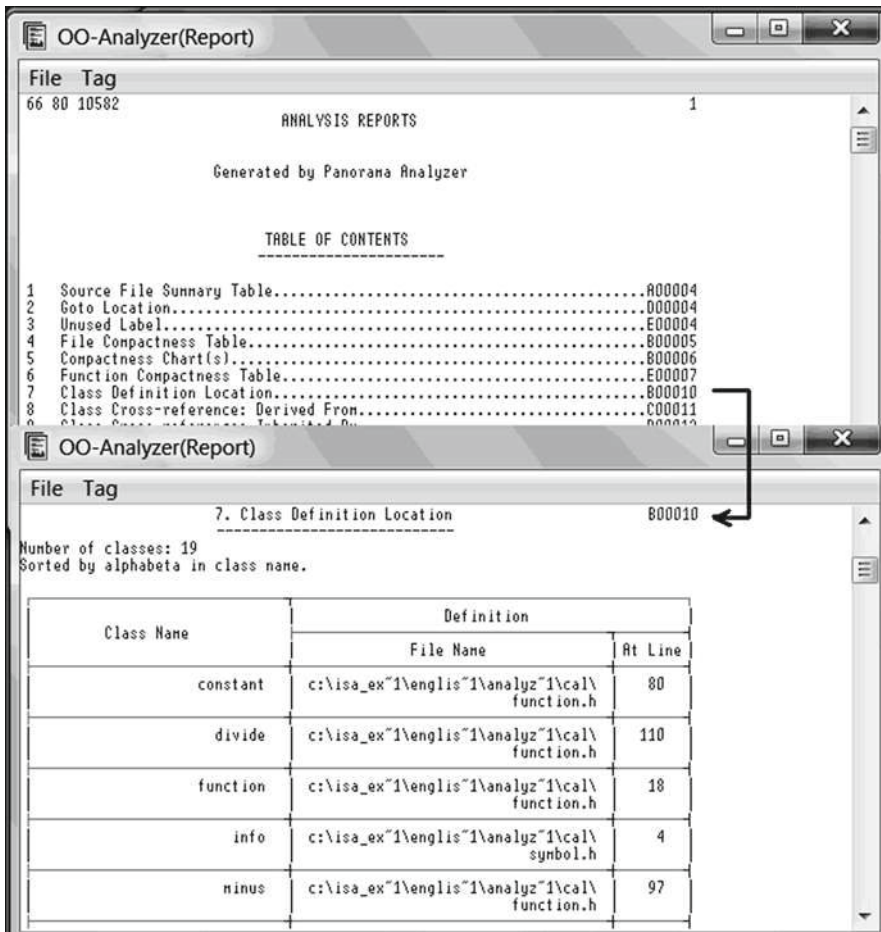 OO-Analyzer(Report)
File Tag
66 80 10582 1
ANALYSIS REPORTS
Generated by Panorama Analyzer
TABLE OF CONTENTS
1 Source File Summary Table............................................A00004
2 Goto Location........................................................D00004
3 Unused Label.........................................................E00004
4 File Compactness Table...............................................B00005
5 Compactness Chart(s).................................................B00006
6 Function Compactness Table...........................................E00007
7 Class Definition Location............................................B00010
8 Class Cross-reference: Derived From..................................C00011
OO-Analyzer(Report)
File Tag
7. Class Definition Location B00010
Number of classes: 19
Sorted by alphabeta in class name.
Definition
Class Name
File Name At Line
constant c:\isa_ex~1\englis~1\analyz~1\cal\ 80
function.h
divide c:\isa_ex~1\englis~1\analyz~1\cal\ 110
function.h
function c:\isa_ex~1\englis~1\analyz~1\cal\ 18
function.h
info c:\isa_ex~1\englis~1\analyz~1\cal\ 4
symbol.h
minus c:\isa_ex~1\englis~1\analyz~1\cal\ 97
function.h